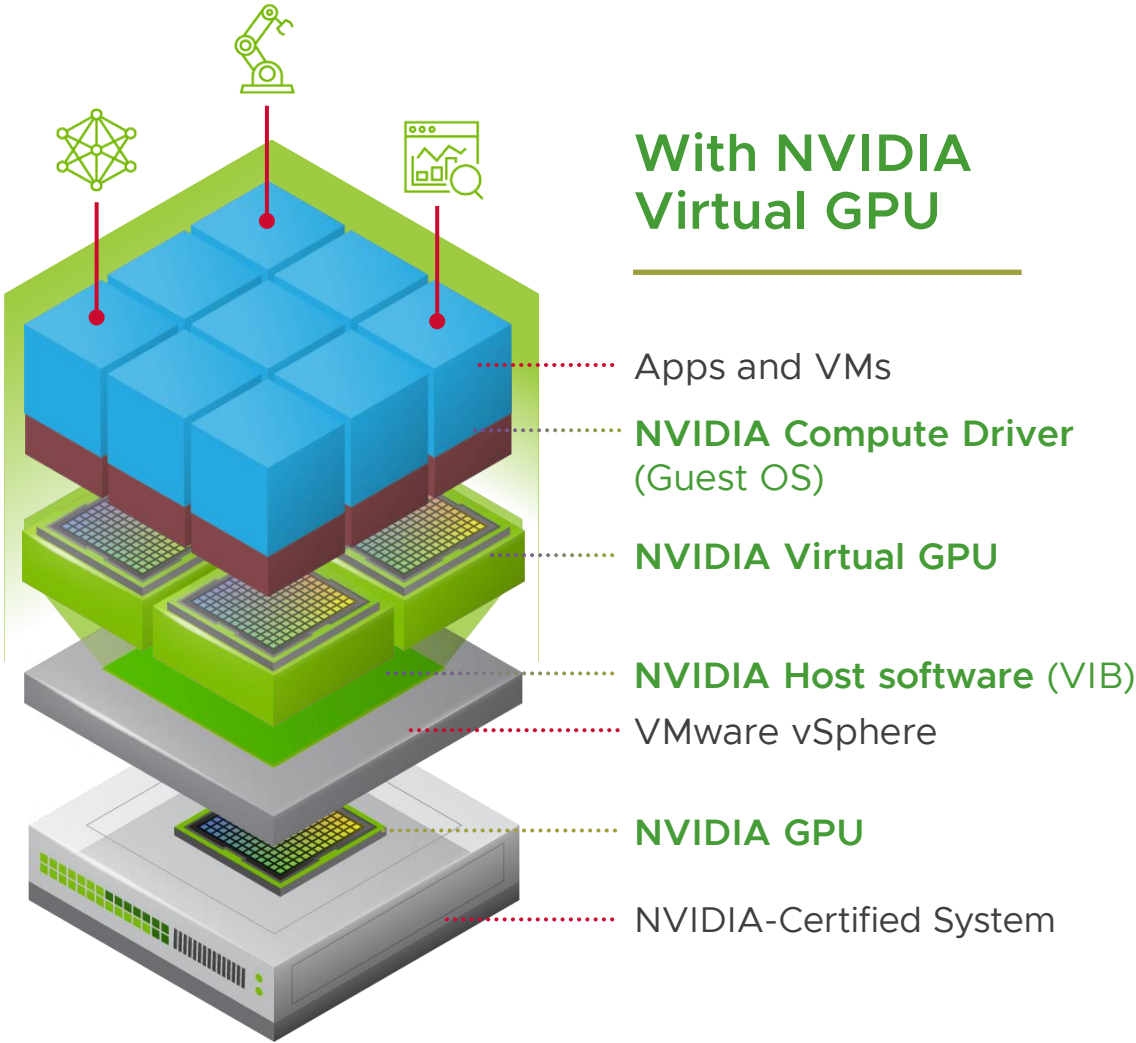 With NVIDIA
Virtual GPU
Apps and VMs
NVIDIA Compute Driver
(Guest OS)
NVIDIA Virtual GPU
NVIDIA Host software (VIB)
VMware vSphere
NVIDIA GPU
NVIDIA-Certified System